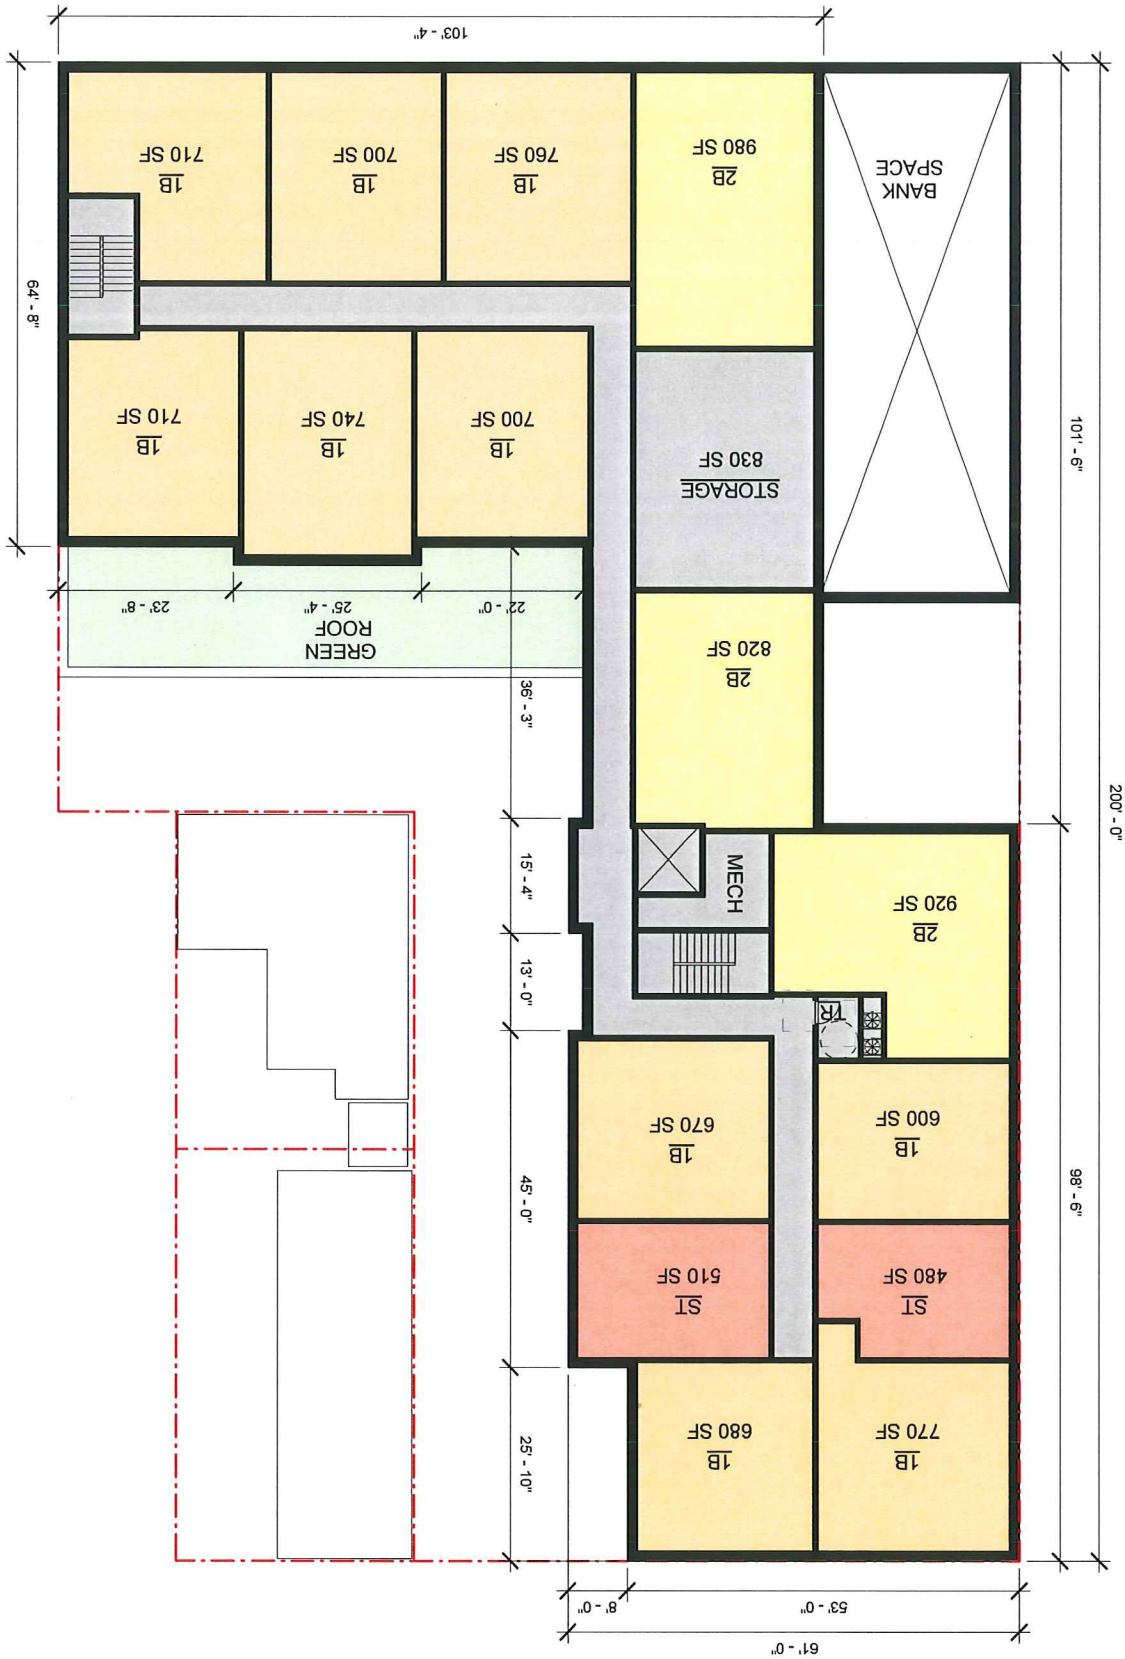 61' - 0"
53' - 0"
8' - 0"
1B
770 SF
1B
680 SF
25' - 10"
ST
480 SF
ST
510 SF
98' - 6"
45' - 0"
1B
600 SF
1B
670 SF
TR
13' - 0"
2B
920 SF
MECH
15' - 4"
200' - 0"
36' - 3"
2B
820 SF
GREEN
ROOF
22' - 0"
25' - 4"
23' - 8"
STORAGE
830 SF
101' - 6"
1B
700 SF
1B
740 SF
1B
710 SF
64' - 8"
BANK
SPACE
2B
980 SF
1B
760 SF
1B
700 SF
1B
710 SF
103' - 4"